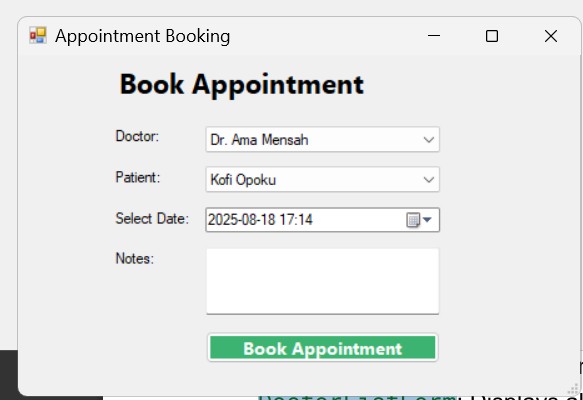 Appointment Booking
Book Appointment
Doctor: Dr. Ama Mensah
Patient: Kofi Opoku
Select Date: 2025-08-18 17:14
Notes:
Book Appointment